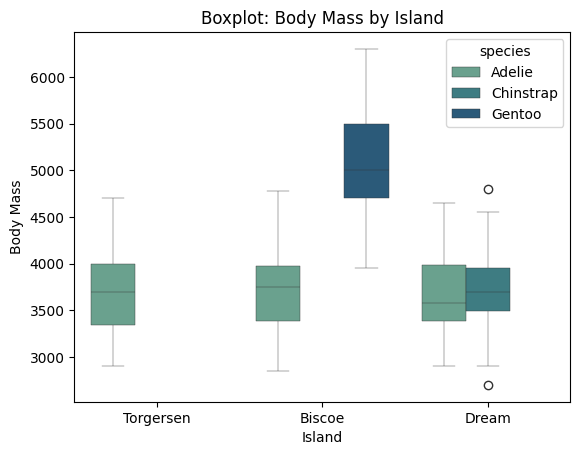 Boxplot: Body Mass by Island
species
Adelie
Chinstrap
Gentoo
Body Mass
6000
5500
5000
4500
4000
3500
3000
Torgersen
Biscoe
Dream
Island